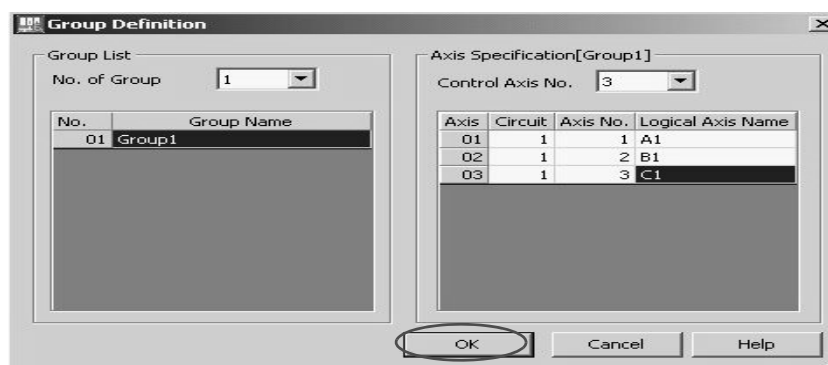 Group Definition
Group List
No. of Group 1
No. Group Name
01 Group1
Axis Specification[Group1]
Control Axis No. 3
Axis Circuit Axis No. Logical Axis Name
01 1 1 A1
02 1 2 B1
03 1 3 C1
OK Cancel Help